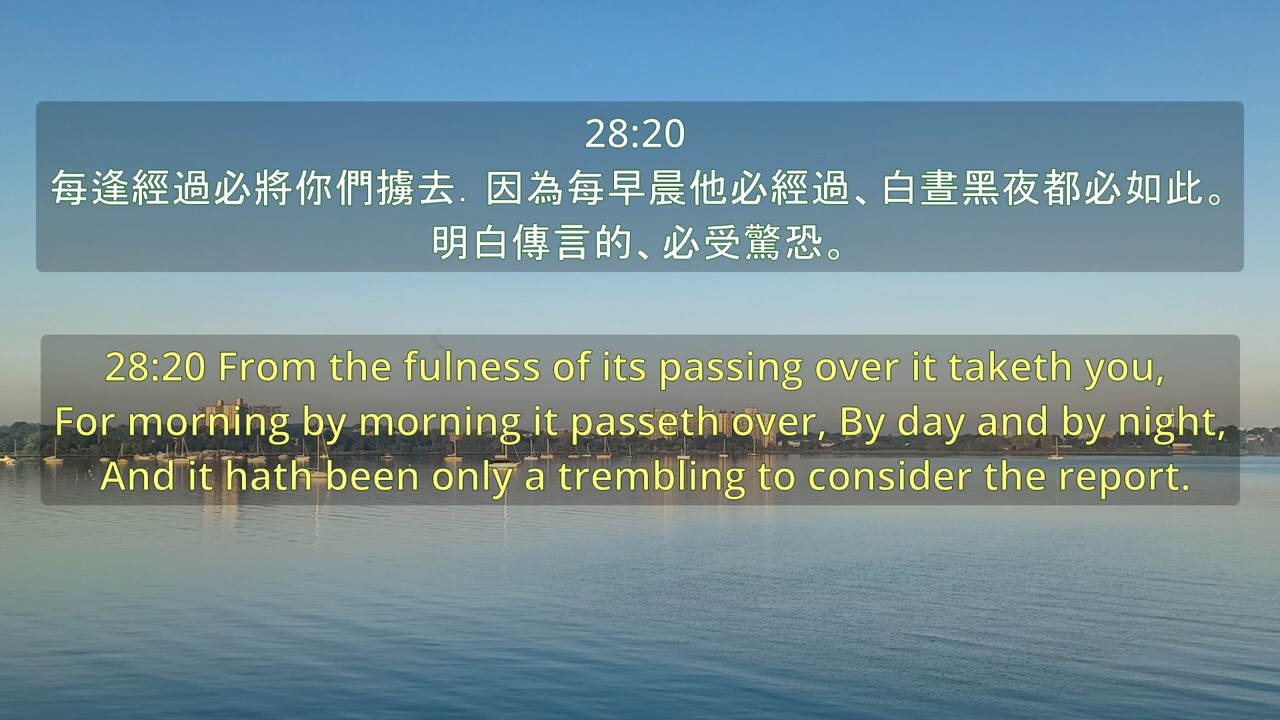 28:20
每逢經過必將你們擄去. 因為每早晨他必經過、白晝黑夜都必如此。
明白傳言的、必受驚恐。
28:20 From the fulness of its passing over it taketh you,
For morning by morning it passeth over, By day and by night,
And it hath been only a trembling to consider the report.